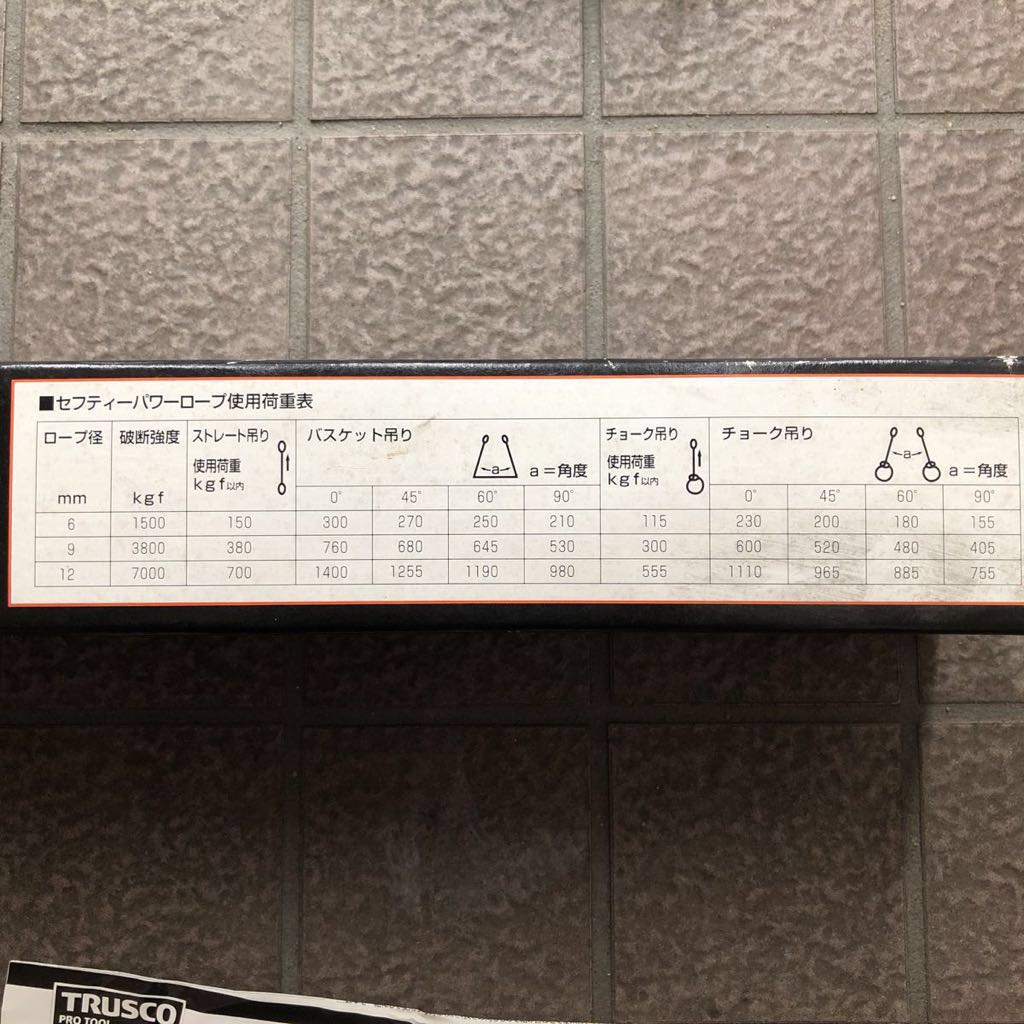 ■セフティーパワーロープ使用荷重表
ロープ径 破断強度 ストレート吊り バスケット吊り チョーク吊り チョーク吊り
使用荷重 a a=角度 使用荷重 a a=角度
mm kgf kgf以内 0° 45° 60° 90° kgf以内 0° 45° 60° 90°
6 1500 150 300 270 250 210 115 230 200 180 155
9 3800 380 760 680 645 530 300 600 520 480 405
12 7000 700 1400 1255 1190 980 555 1110 965 885 755
TRUSCO
PRO TOOL